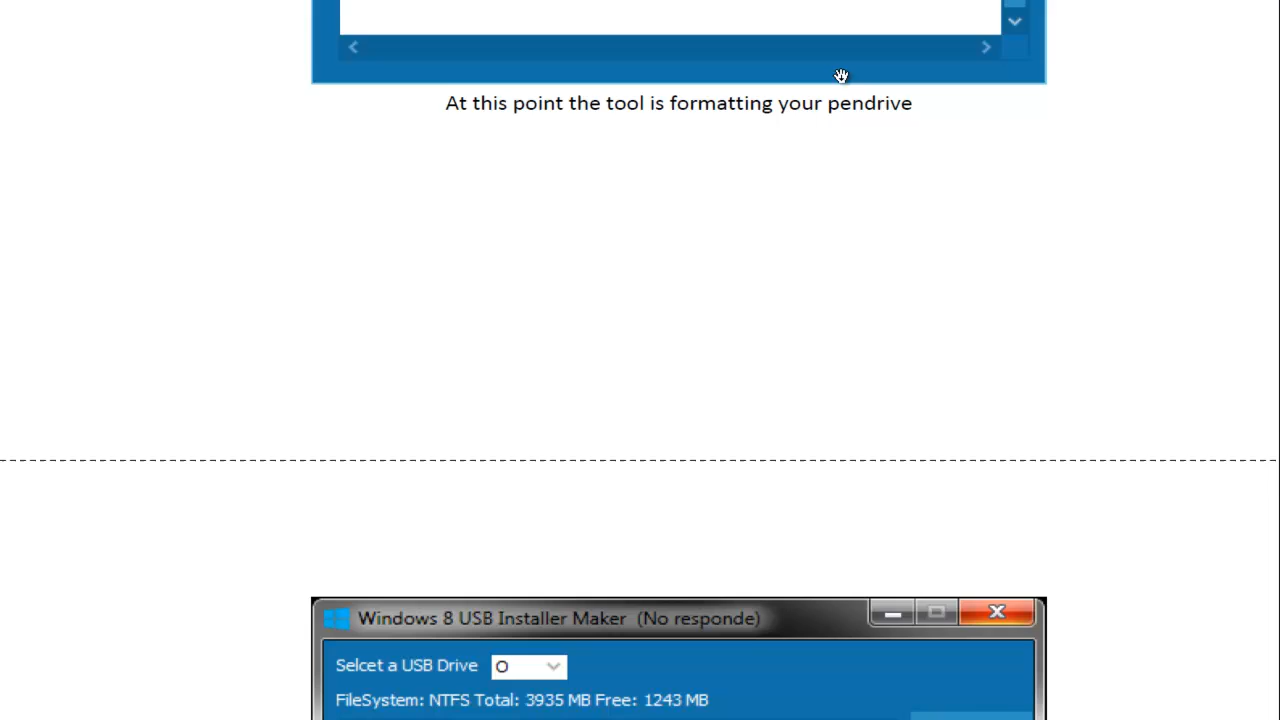 At this point the tool is formatting your pendrive
Windows 8 USB Installer Maker (No responde)
Selcet a USB Drive O
FileSystem: NTFS Total: 3935 MB Free: 1243 MB